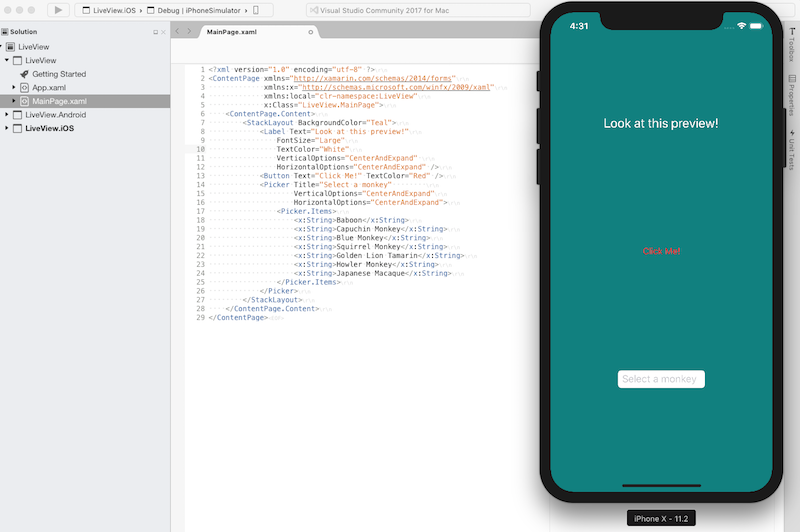 LiveView.iOS › Debug | iPhoneSimulator ›
Visual Studio Community 2017 for Mac
Solution
LiveView
LiveView
Getting Started
App.xaml
MainPage.xaml
LiveView.Android
LiveView.iOS
MainPage.xaml
1 <?xml version="1.0" encoding="utf-8" ?>
2 <ContentPage xmlns="http://xamarin.com/schemas/2014/forms"
3 xmlns:x="http://schemas.microsoft.com/winfx/2009/xaml"
4 xmlns:local="clr-namespace:LiveView"
5 x:Class="LiveView.MainPage">
6 <ContentPage.Content>
7 <StackLayout BackgroundColor="Teal">
8 <Label Text="Look at this preview!"
9 FontSize="Large"
10 TextColor="White"
11 VerticalOptions="CenterAndExpand"
12 HorizontalOptions="CenterAndExpand" />
13 <Button Text="Click Me!" TextColor="Red" />
14 <Picker Title="Select a monkey"
15 VerticalOptions="CenterAndExpand"
16 HorizontalOptions="CenterAndExpand">
17 <Picker.Items>
18 <x:String>Baboon</x:String>
19 <x:String>Capuchin Monkey</x:String>
20 <x:String>Blue Monkey</x:String>
21 <x:String>Squirrel Monkey</x:String>
22 <x:String>Golden Lion Tamarin</x:String>
23 <x:String>Howler Monkey</x:String>
24 <x:String>Japanese Macaque</x:String>
25 </Picker.Items>
26 </Picker>
27 </StackLayout>
28 </ContentPage.Content>
29 </ContentPage>
4:31
Look at this preview!
Click Me!
Select a monkey
iPhone X - 11.2
Toolbox
Properties
Unit Tests